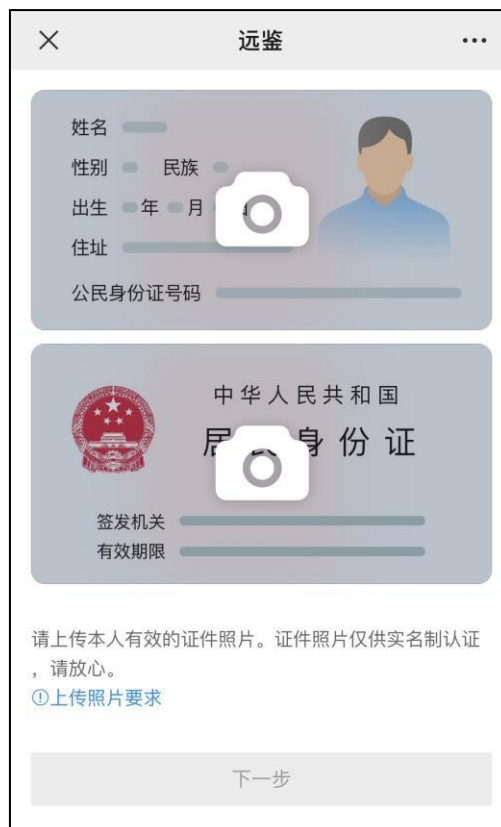 远鉴
姓名
性别 民族
出生 年 月
住址
公民身份证号码
中华人民共和国
居民身份证
签发机关
有效期限
请上传本人有效的证件照片。证件照片仅供实名制认证
，请放心。
上传照片要求
下一步